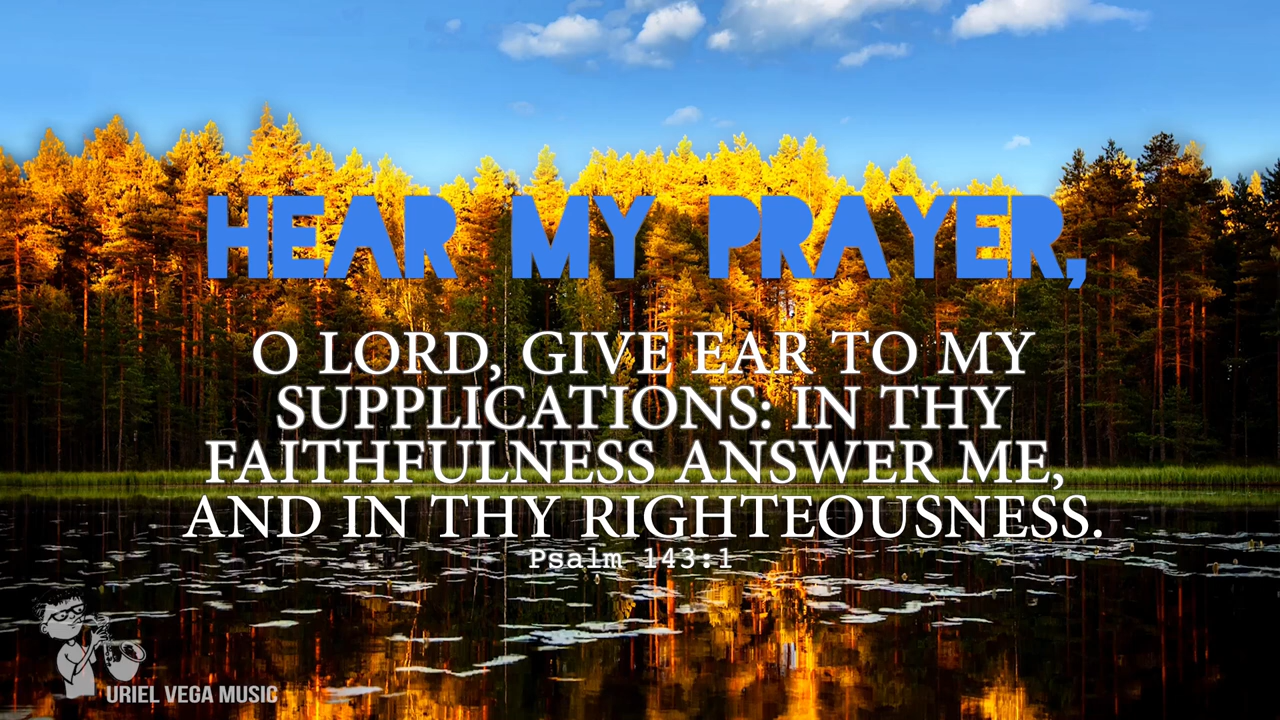 HEAR MY PRAYER,
O LORD, GIVE EAR TO MY
SUPPLICATIONS: IN THY
FAITHFULNESS ANSWER ME,
AND IN THY RIGHTEOUSNESS.
Psalm 143:1
URIEL VEGA MUSIC